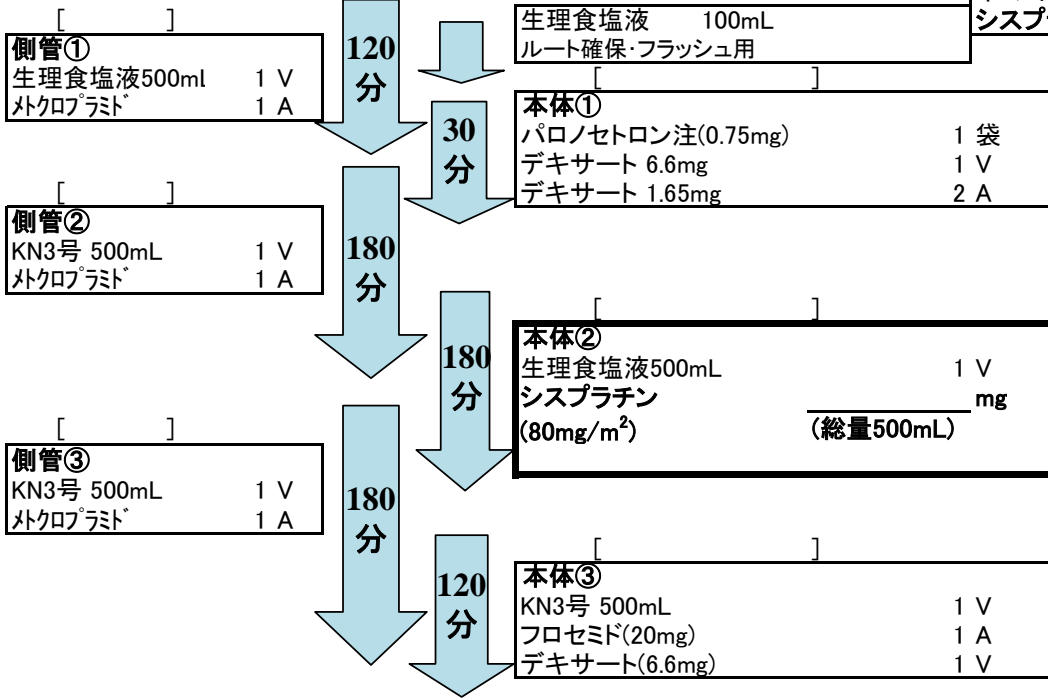 [ ]
側管①
生理食塩液500ml 1 V
ﾒﾄｸﾛﾌﾟﾗﾐﾄﾞ 1 A
120
分
生理食塩液 100mL
ルート確保・フラッシュ用
[ ]
本体①
パロノセトロン注(0.75mg) 1 袋
デキサート 6.6mg 1 V
デキサート 1.65mg 2 A
30
分
[ ]
側管②
KN3号 500mL 1 V
ﾒﾄｸﾛﾌﾟﾗﾐﾄﾞ 1 A
180
分
[ ]
本体②
生理食塩液500mL 1 V
シスプラチン mg
(80mg/m²) (総量500mL)
180
分
[ ]
側管③
KN3号 500mL 1 V
ﾒﾄｸﾛﾌﾟﾗﾐﾄﾞ 1 A
180
分
[ ]
本体③
KN3号 500mL 1 V
フロセミド(20mg) 1 A
デキサート(6.6mg) 1 V
120
分